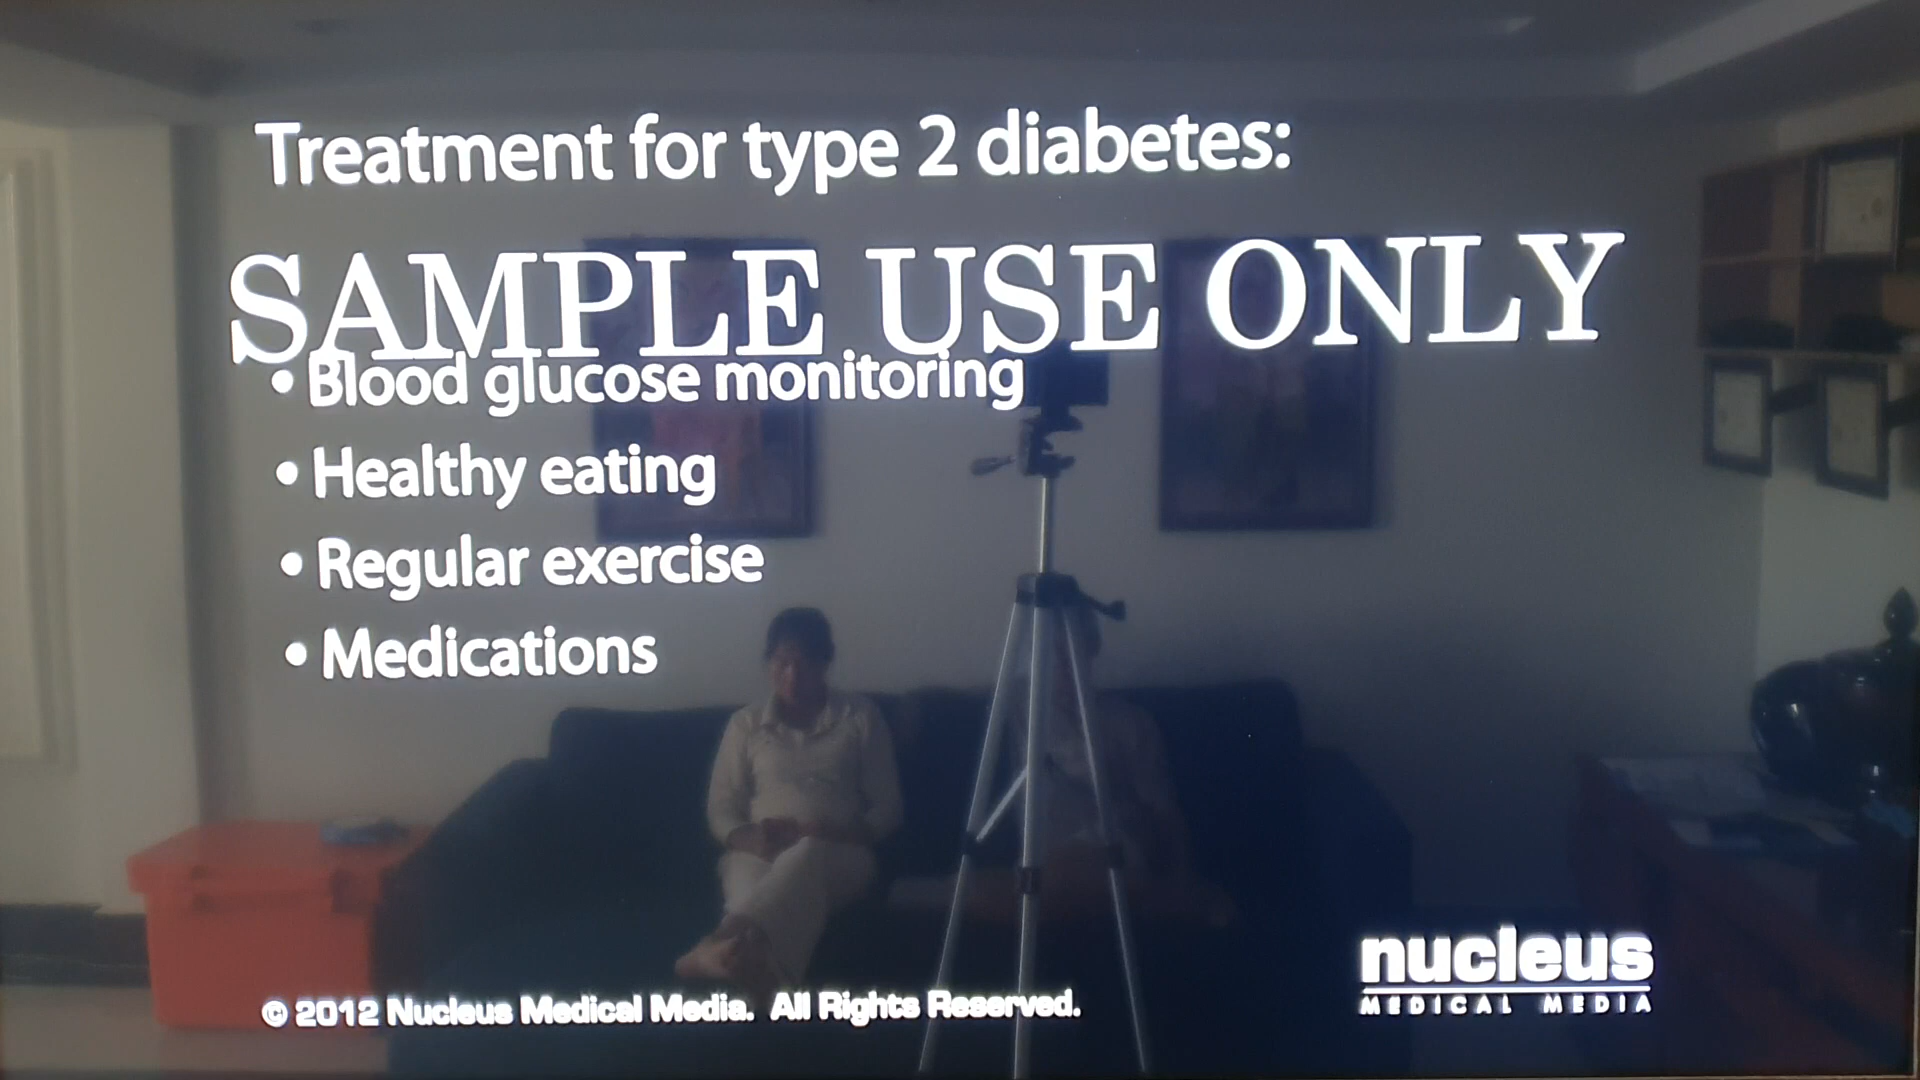 Treatment for type 2 diabetes:
SAMPLE USE ONLY
• Blood glucose monitoring
• Healthy eating
• Regular exercise
• Medications
© 2012 Nucleus Medical Media. All Rights Reserved.
nucleus
MEDICAL MEDIA